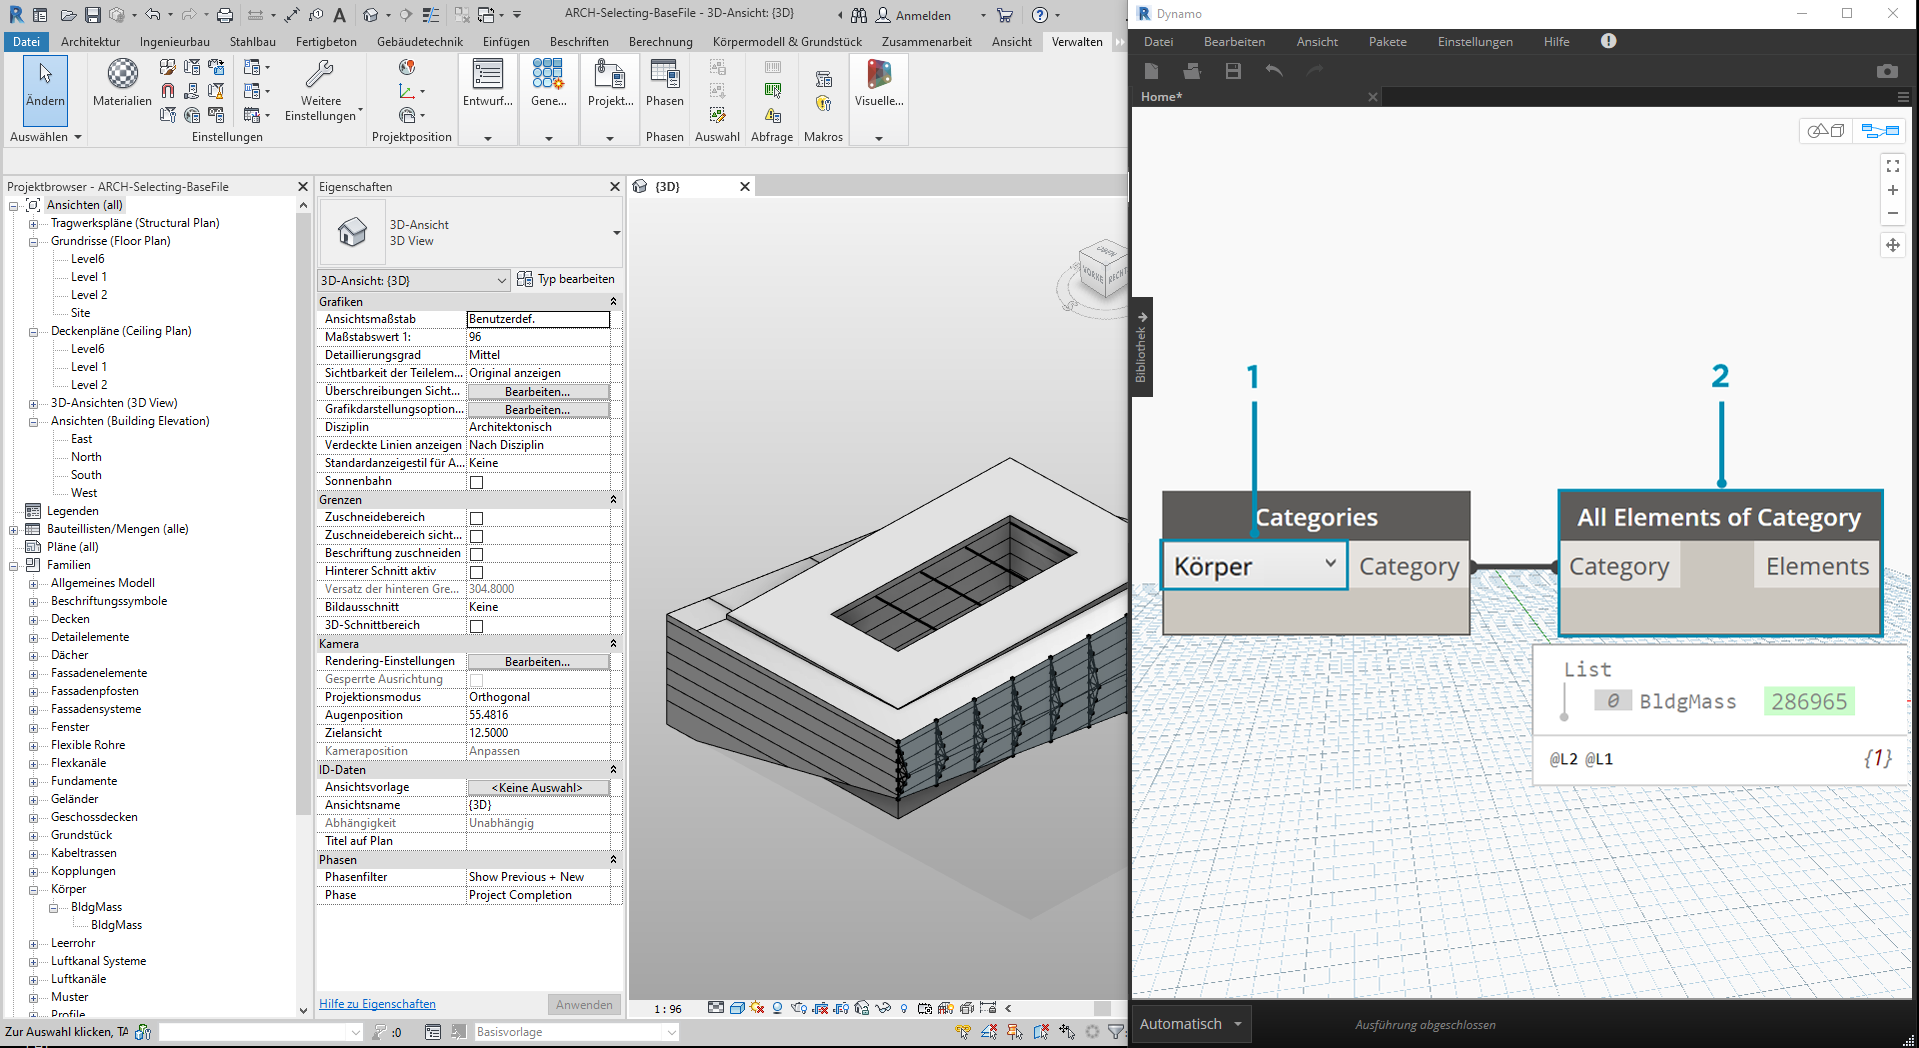 ARCH-Selecting-BaseFile - 3D-Ansicht: {3D}
Anmelden
Datei
Architektur
Ingenieurbau
Stahlbau
Fertigbeton
Gebäudetechnik
Einfügen
Beschriften
Berechnung
Körpermodell & Grundstück
Zusammenarbeit
Ansicht
Verwalten
Ändern
Materialien
Weitere
Einstellungen
Entwurf...
Gene...
Projekt...
Phasen
Visuelle...
Auswählen
Einstellungen
Projektposition
Phasen
Auswahl
Abfrage
Makros
Projektbrowser - ARCH-Selecting-BaseFile
Ansichten (all)
Tragwerkspläne (Structural Plan)
Grundrisse (Floor Plan)
Level6
Level 1
Level 2
Site
Deckenpläne (Ceiling Plan)
Level6
Level 1
Level 2
3D-Ansichten (3D View)
Ansichten (Building Elevation)
East
North
South
West
Legenden
Bauteillisten/Mengen (alle)
Pläne (all)
Familien
Allgemeines Modell
Beschriftungssymbole
Decken
Detailelemente
Dächer
Fassadenelemente
Fassadenpfosten
Fassadensysteme
Fenster
Flexible Rohre
Flexkanäle
Fundamente
Geländer
Geschossdecken
Grundstück
Kabeltrassen
Kopplungen
Körper
BldgMass
BldgMass
Leerrohr
Luftkanal Systeme
Luftkanäle
Muster
Profile
Eigenschaften
3D-Ansicht
3D View
3D-Ansicht: {3D}
Typ bearbeiten
Grafiken
Ansichtsmaßstab Benutzerdef.
Maßstabswert 1: 96
Detaillierungsgrad Mittel
Sichtbarkeit der Teilelem... Original anzeigen
Überschreibungen Sicht... Bearbeiten...
Grafikdarstellungsoption... Bearbeiten...
Disziplin Architektonisch
Verdeckte Linien anzeigen Nach Disziplin
Standardanzeigestil für A... Keine
Sonnenbahn
Grenzen
Zuschneidebereich
Zuschneidebereich sicht...
Beschriftung zuschneiden
Hinterer Schnitt aktiv
Versatz der hinteren Gre... 304.8000
Bildausschnitt Keine
3D-Schnittbereich
Kamera
Rendering-Einstellungen Bearbeiten...
Gesperrte Ausrichtung
Projektionsmodus Orthogonal
Augenposition 55.4816
Zielansicht 12.5000
Kameraposition Anpassen
ID-Daten
Ansichtsvorlage <Keine Auswahl>
Ansichtsname {3D}
Abhängigkeit Unabhängig
Titel auf Plan
Phasen
Phasenfilter Show Previous + New
Phase Project Completion
Hilfe zu Eigenschaften
Anwenden
{3D}
OBEN
VORNE
RECHTS
1 : 96
Zur Auswahl klicken, TA
:0
Basisvorlage
Dynamo
Datei
Bearbeiten
Ansicht
Pakete
Einstellungen
Hilfe
Home*
Bibliothek
1
2
Categories
Körper
Category
All Elements of Category
Category
Elements
List
0 BldgMass 286965
@L2 @L1 {1}
Automatisch
Ausführung abgeschlossen